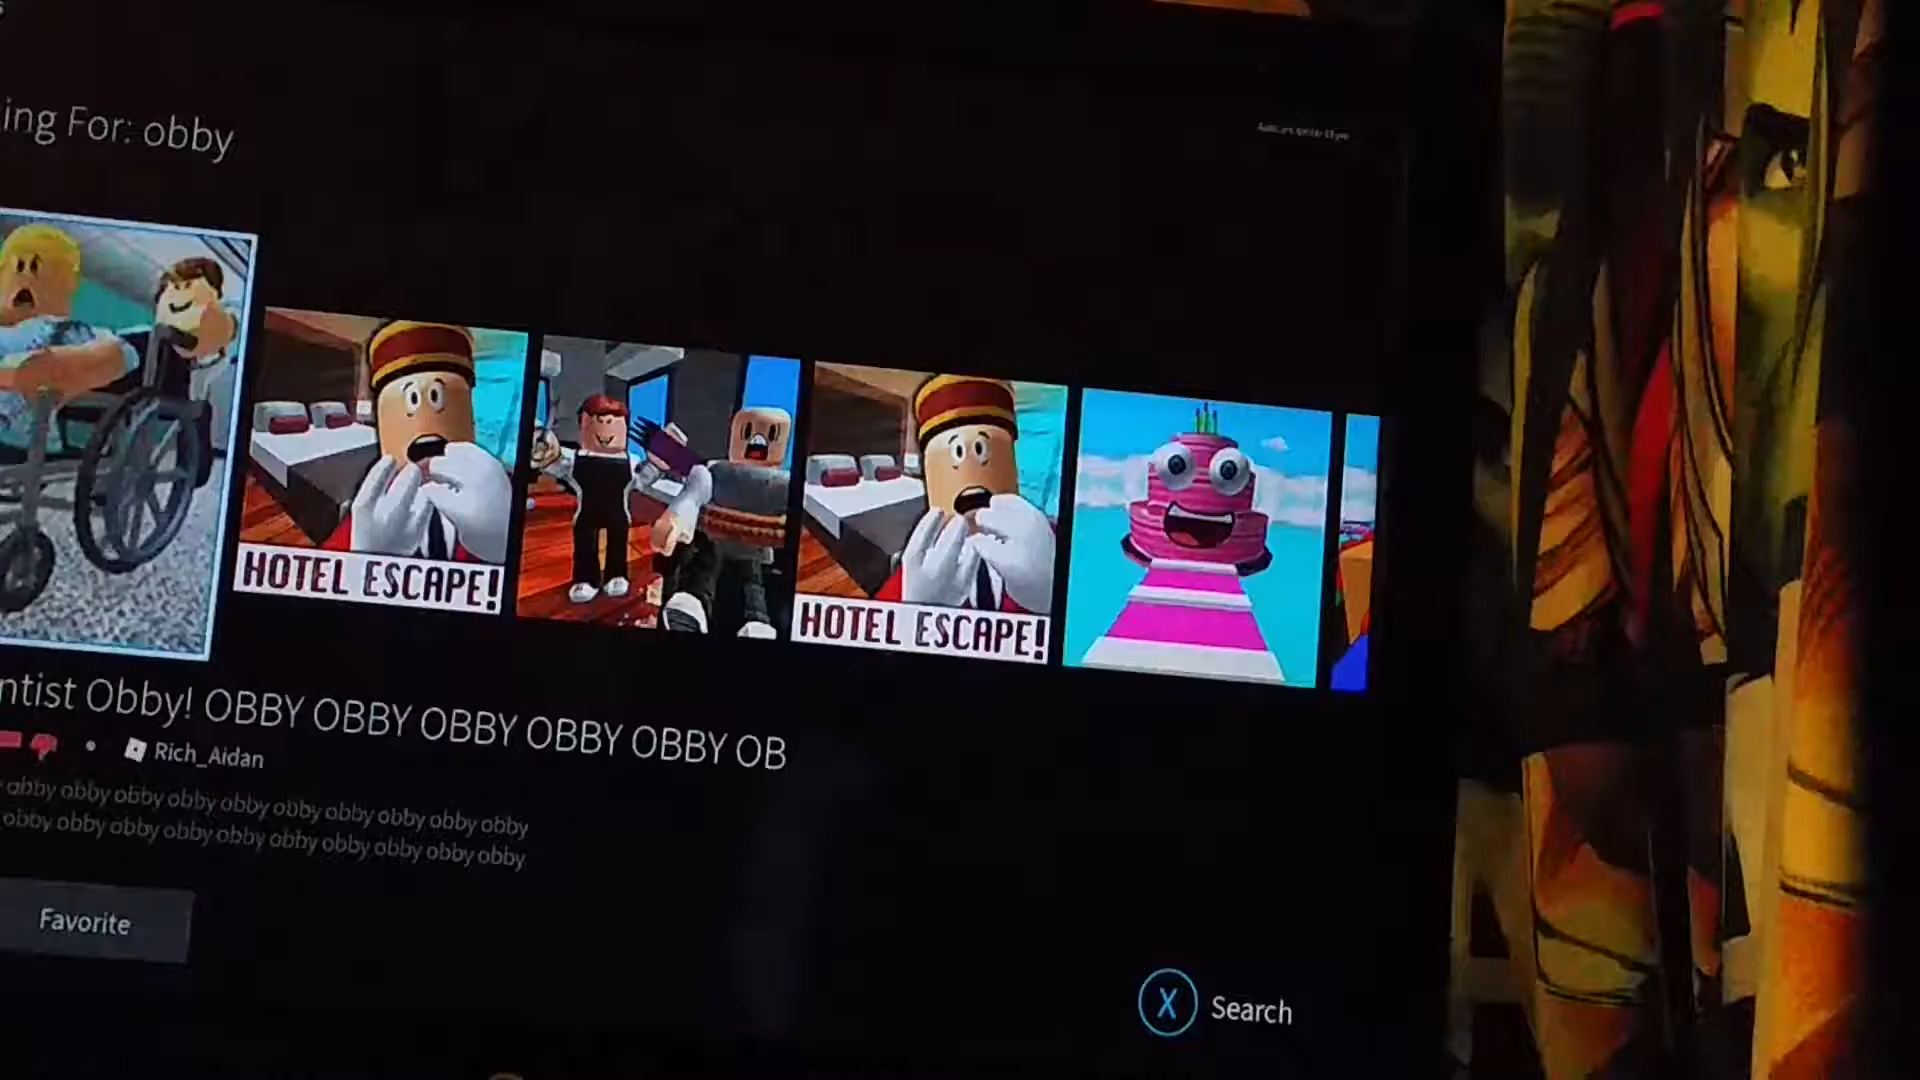 ing For: obby
HOTEL ESCAPE!
HOTEL ESCAPE!
ntist Obby! OBBY OBBY OBBY OBBY OBBY OB
Rich_Aidan
obby obby obby obby obby obby obby obby obby obby
obby obby obby obby obby obby obby obby obby obby
Favorite
X Search